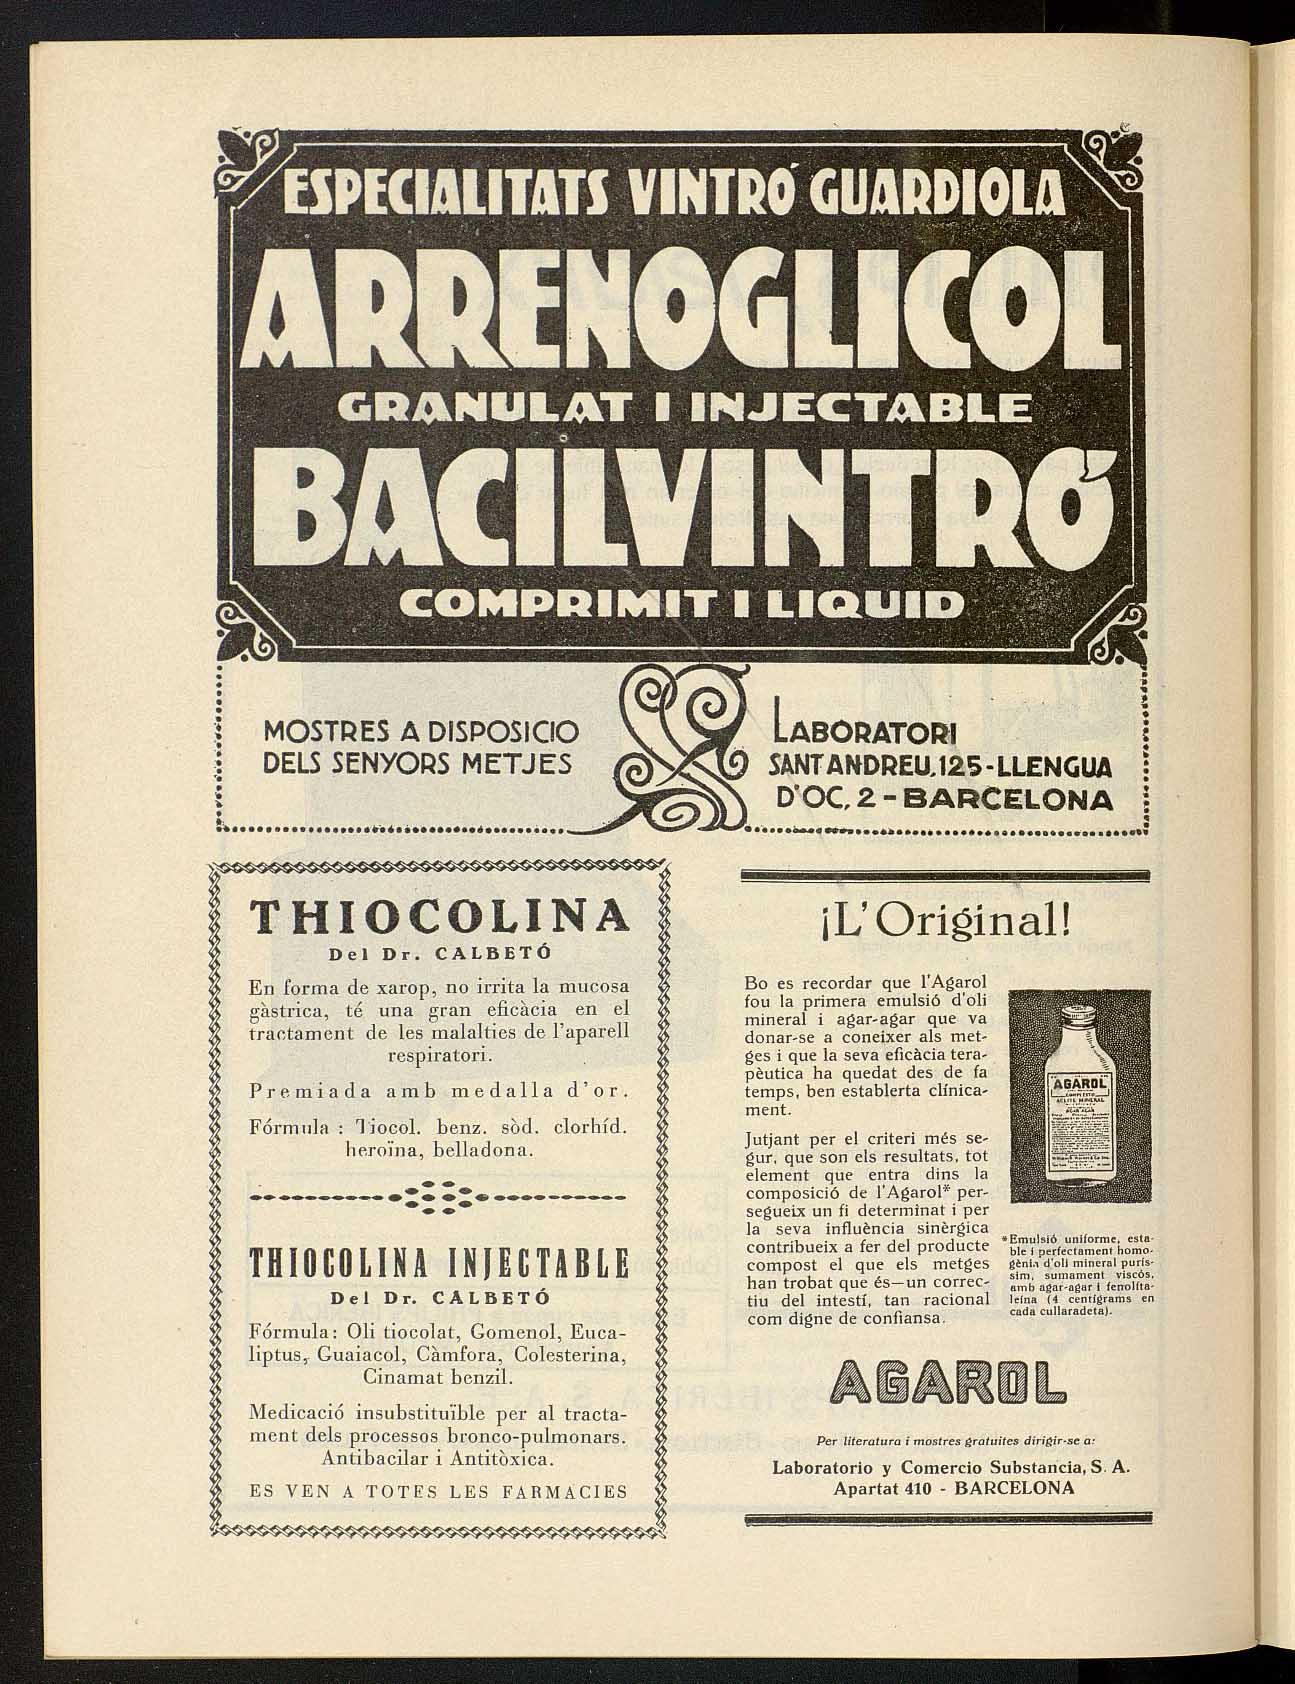 ESPECIALITATS VINTRÓ GUARDIOLA
ARRENOGLICOL
GRANULAT I INJECTABLE
BACILVINTRÓ
COMPRIMIT I LIQUID
MOSTRES A DISPOSICIO
DELS SENYORS METJES
LABORATORI
SANT ANDREU, 125 - LLENGUA
D'OC, 2 - BARCELONA
THIOCOLINA
Del Dr. CALBETÓ
En forma de xarop, no irrita la mucosa
gàstrica, té una gran eficàcia en el
tractament de les malalties de l'aparell
respiratori.
Premiada amb medalla d'or.
Fórmula : Tiocol. benz. sòd. clorhíd.
heroïna, belladona.
THIOCOLINA INJECTABLE
Del Dr. CALBETÓ
Fórmula: Oli tiocolat, Gomenol, Euca-
liptus, Guaiacol, Càmfora, Colesterina,
Cinamat benzil.
Medicació insubstituïble per al tracta-
ment dels processos bronco-pulmonars.
Antibacilar i Antitòxica.
ES VEN A TOTES LES FARMACIES
¡L'Original!
Bo es recordar que l'Agarol
fou la primera emulsió d'oli
mineral i agar-agar que va
donar-se a coneixer als met-
ges i que la seva eficàcia tera-
pèutica ha quedat des de fa
temps, ben establerta clínica-
ment.
Jutjant per el criteri més se-
gur, que son els resultats, tot
element que entra dins la
composició de l'Agarol* per-
segueix un fi determinat i per
la seva influència sinèrgica
contribueix a fer del producte
compost el que els metges
han trobat que és—un correc-
tiu del intestí, tan racional
com digne de confiansa.
AGAROL
COMPUESTO
ACEITE MINERAL
AGAR AGAR
*Emulsió uniforme, esta-
ble i perfectament homo-
gènia d'oli mineral purís-
sim, sumament viscós,
amb agar-agar i fenolfta-
leina (4 centígrams en
cada cullaradeta).
AGAROL
Per literatura i mostres gratuites dirigir-se a:
Laboratorio y Comercio Substancia, S. A.
Apartat 410 - BARCELONA